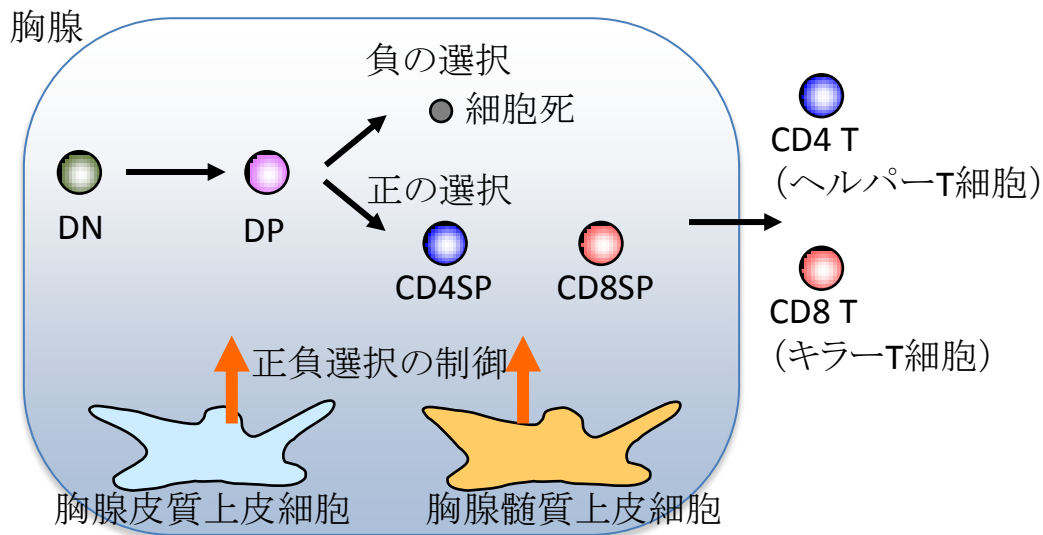 胸腺
負の選択
細胞死
DN
DP
正の選択
CD4SP
CD8SP
CD4 T
(ヘルパーT細胞)
CD8 T
(キラーT細胞)
正負選択の制御
胸腺皮質上皮細胞
胸腺髄質上皮細胞